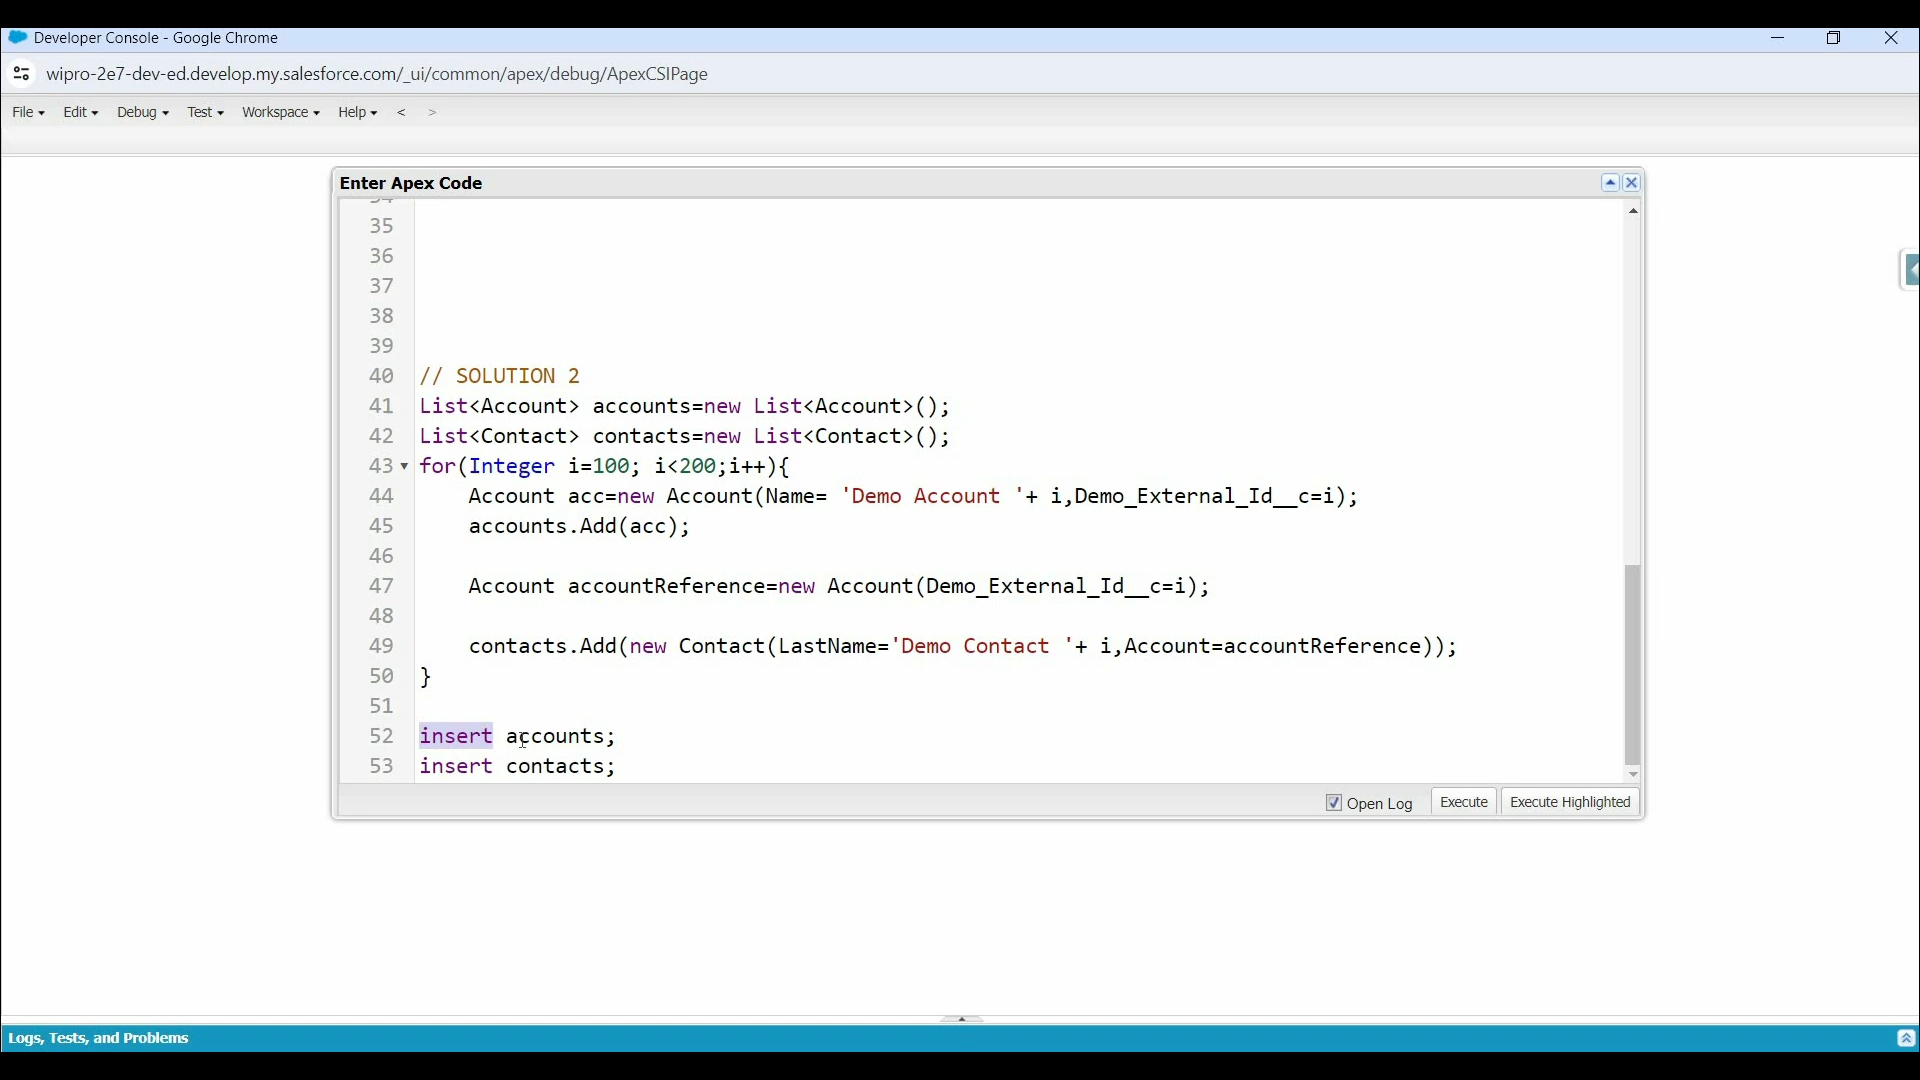 Developer Console - Google Chrome
wipro-2e7-dev-ed.develop.my.salesforce.com/_ui/common/apex/debug/ApexCSIPage
File Edit Debug Test Workspace Help < >
Enter Apex Code
35
36
37
38
39
40 // SOLUTION 2
41 List<Account> accounts=new List<Account>();
42 List<Contact> contacts=new List<Contact>();
43 for(Integer i=100; i<200;i++){
44 Account acc=new Account(Name= 'Demo Account '+ i,Demo_External_Id__c=i);
45 accounts.Add(acc);
46
47 Account accountReference=new Account(Demo_External_Id__c=i);
48
49 contacts.Add(new Contact(LastName='Demo Contact '+ i,Account=accountReference));
50 }
51
52 insert accounts;
53 insert contacts;
Open Log Execute Execute Highlighted
Logs, Tests, and Problems